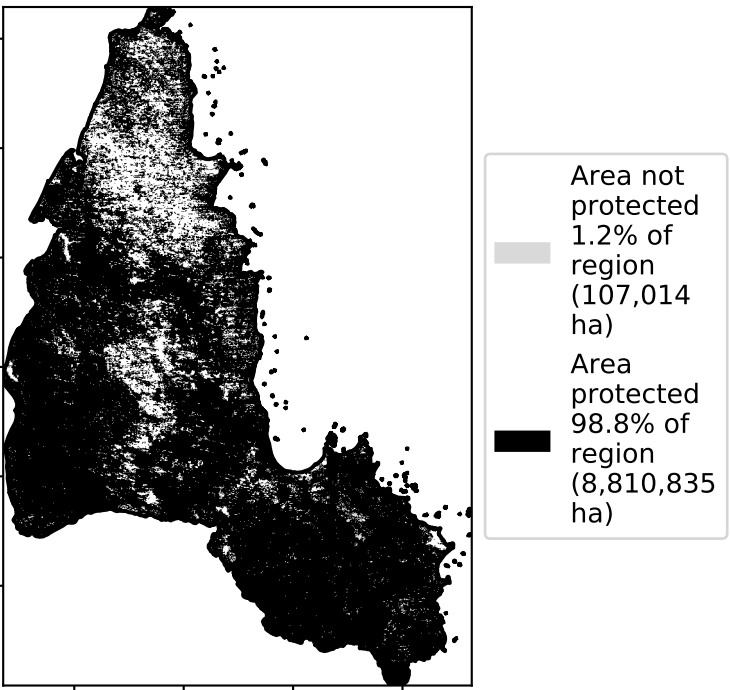 Area not
protected
1.2% of
region
(107,014
ha)
Area
protected
98.8% of
region
(8,810,835
ha)